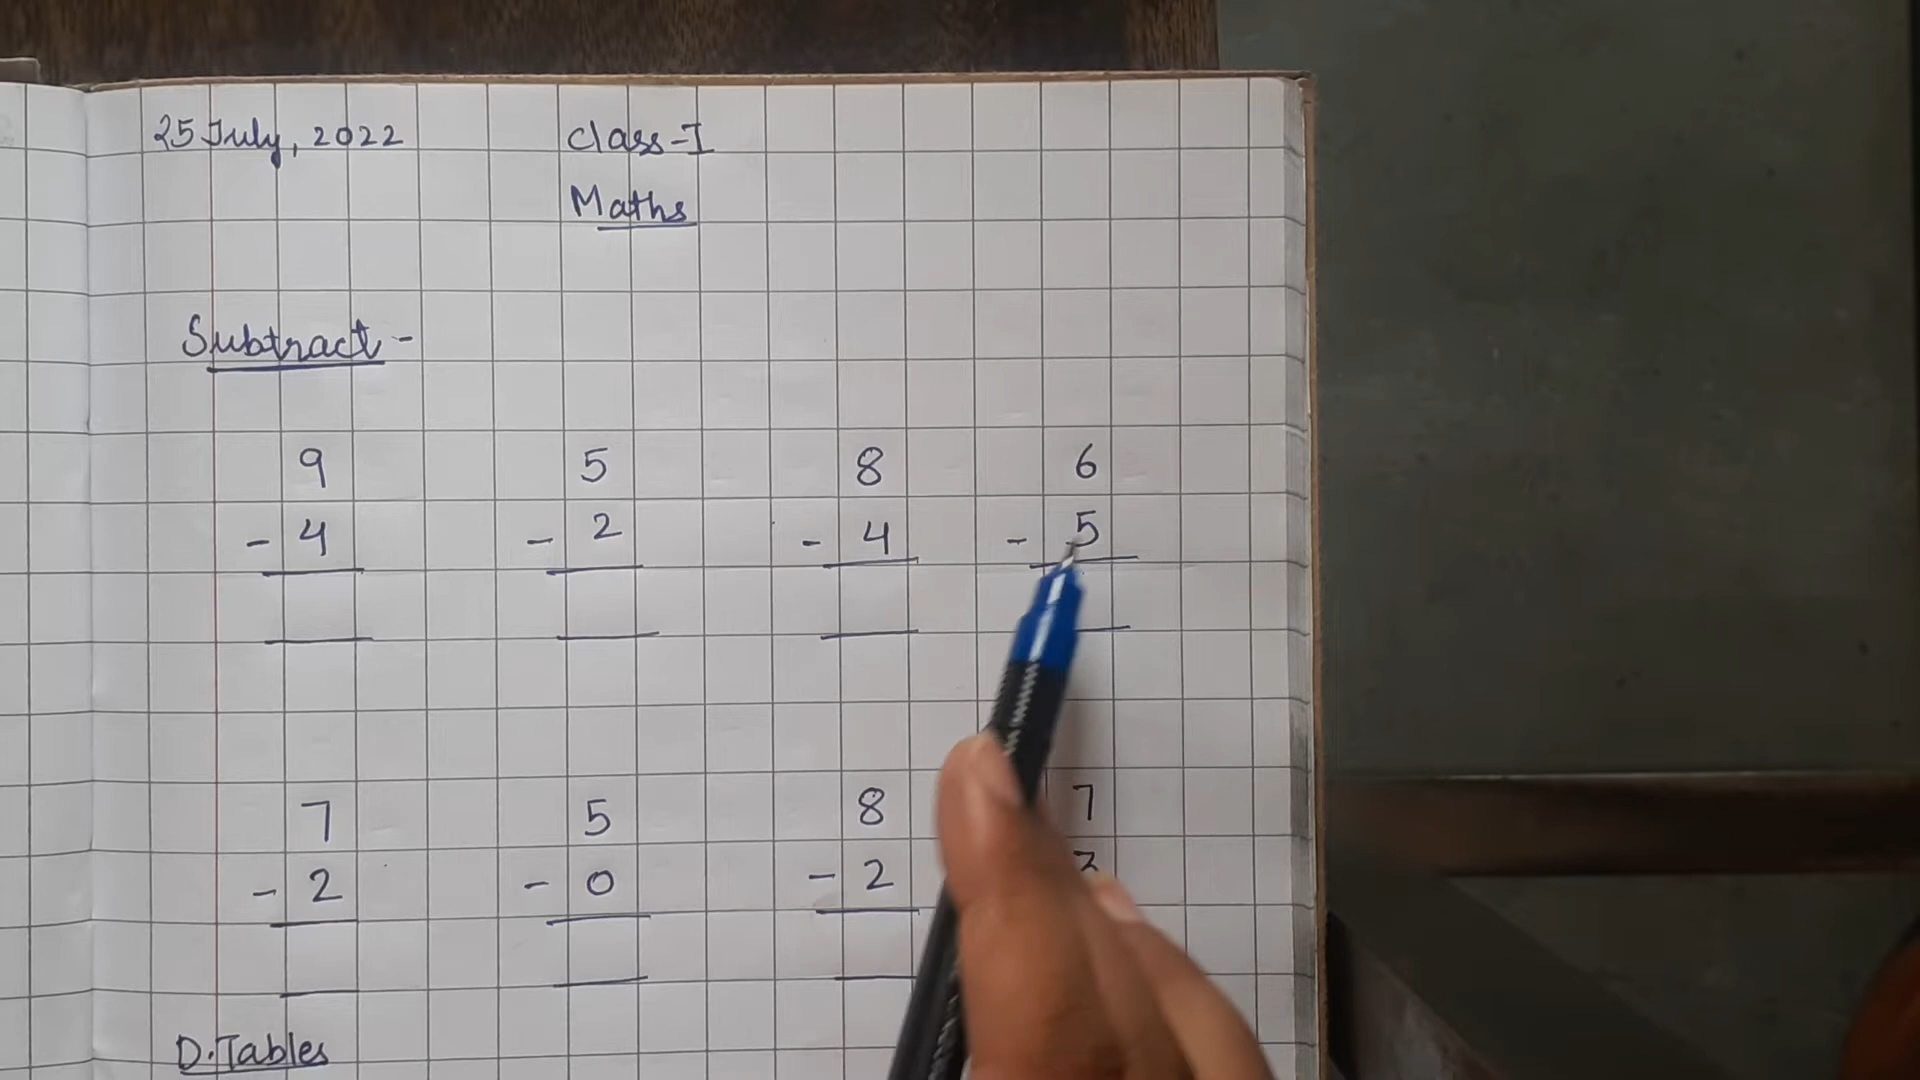 25 July, 2022 Class-I
Maths
Subtract -
9 5 8 6
- 4 - 2 - 4 - 5
7 5 8 7
- 2 - 0 - 2
D.Tables